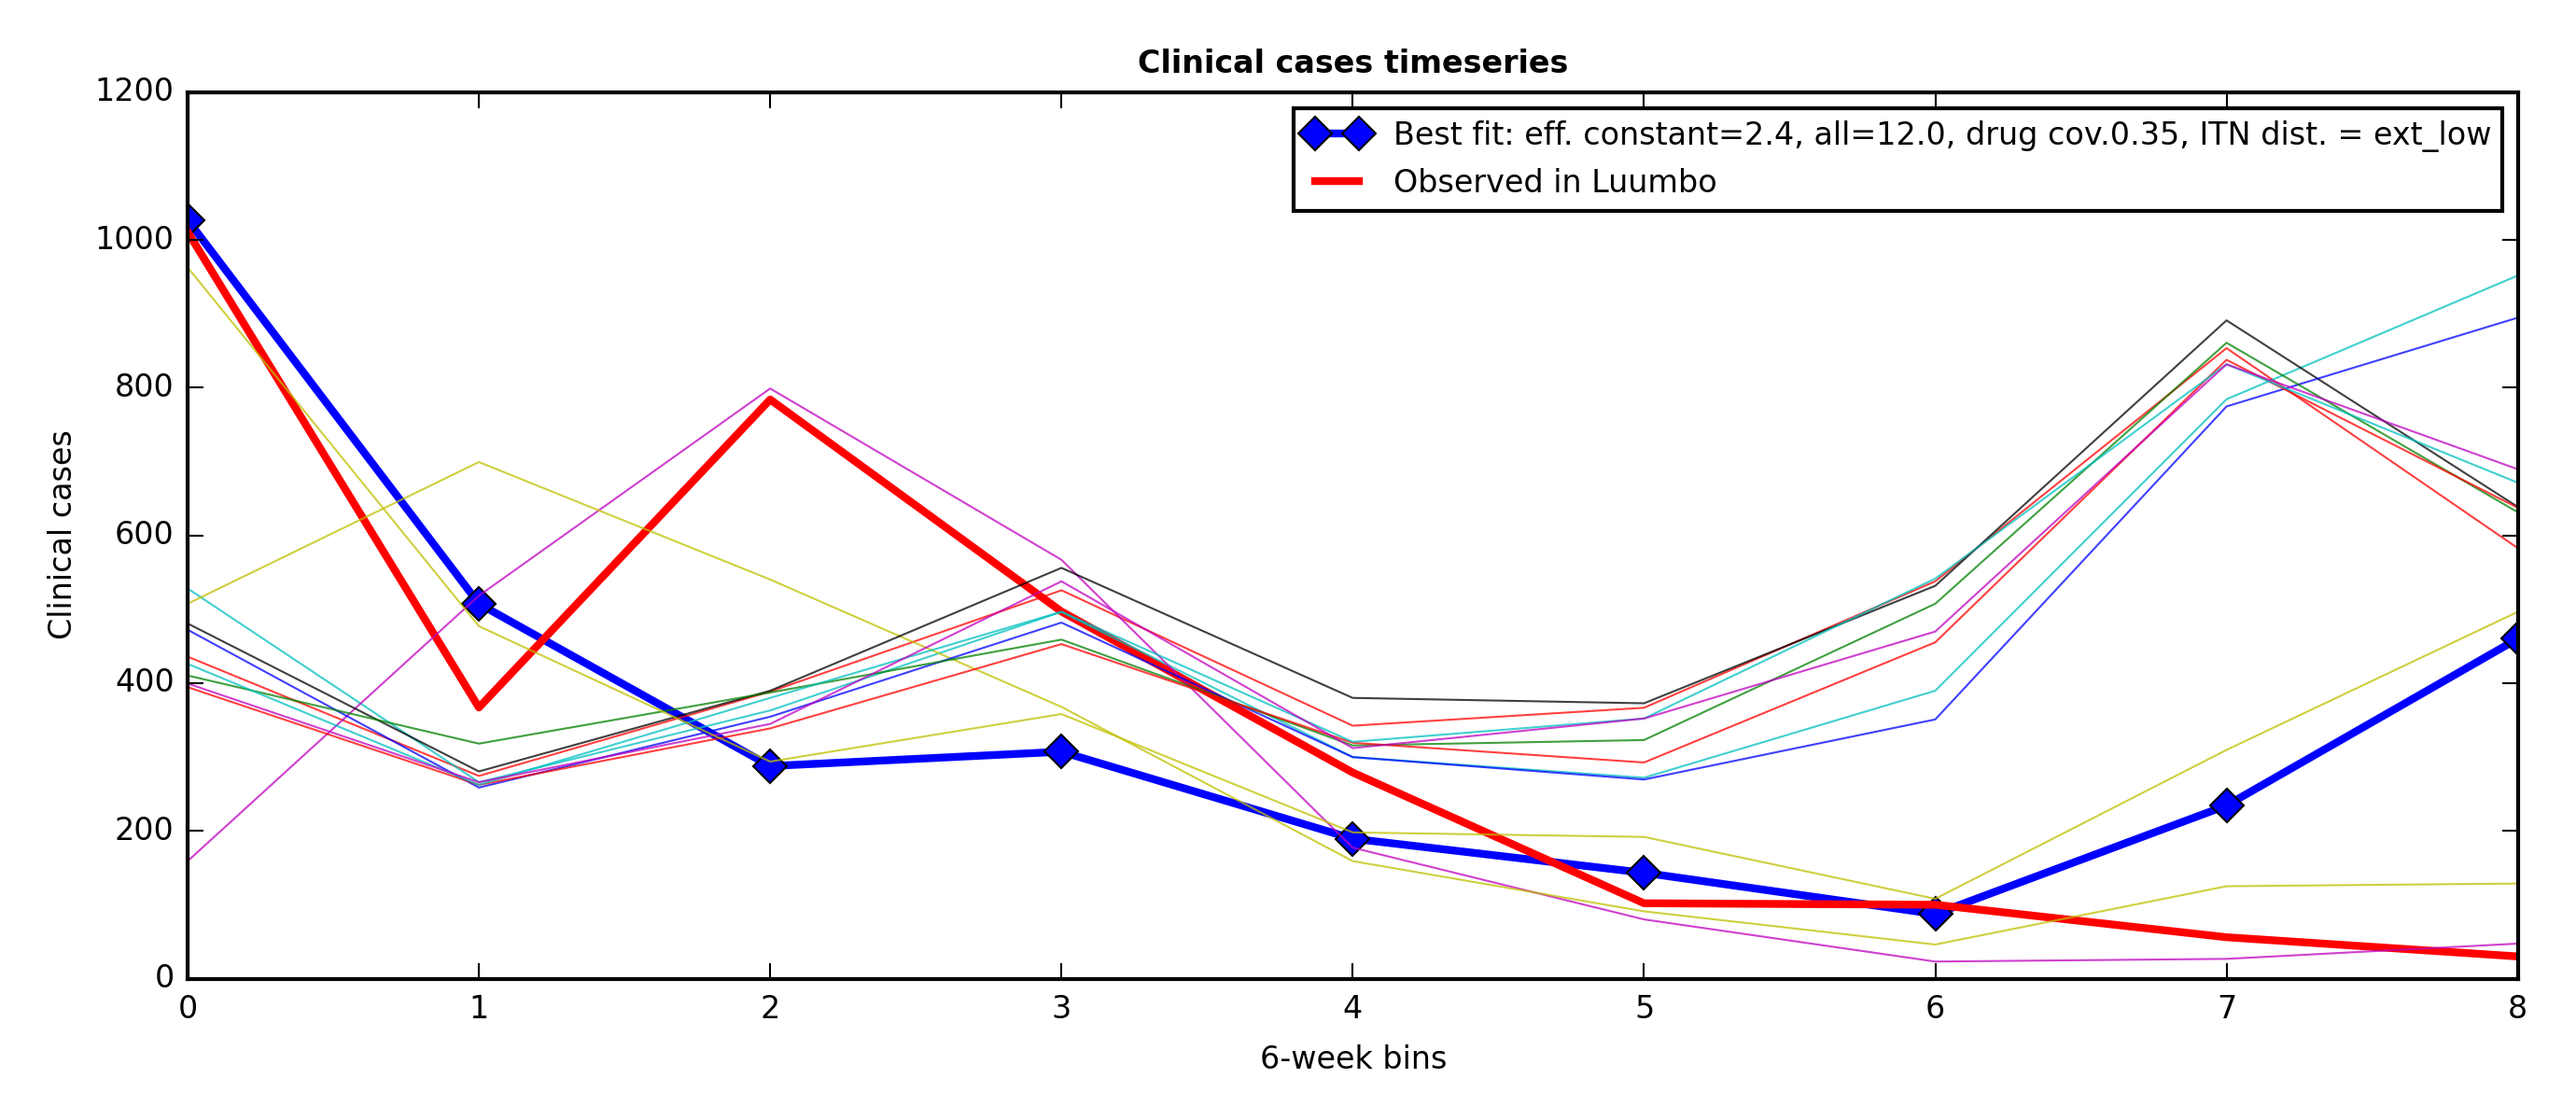 Clinical cases timeseries
1200
1000
800
600
400
200
0
Clinical cases
Best fit: eff. constant=2.4, all=12.0, drug cov.0.35, ITN dist. = ext_low
Observed in Luumbo
0 1 2 3 4 5 6 7 8
6-week bins